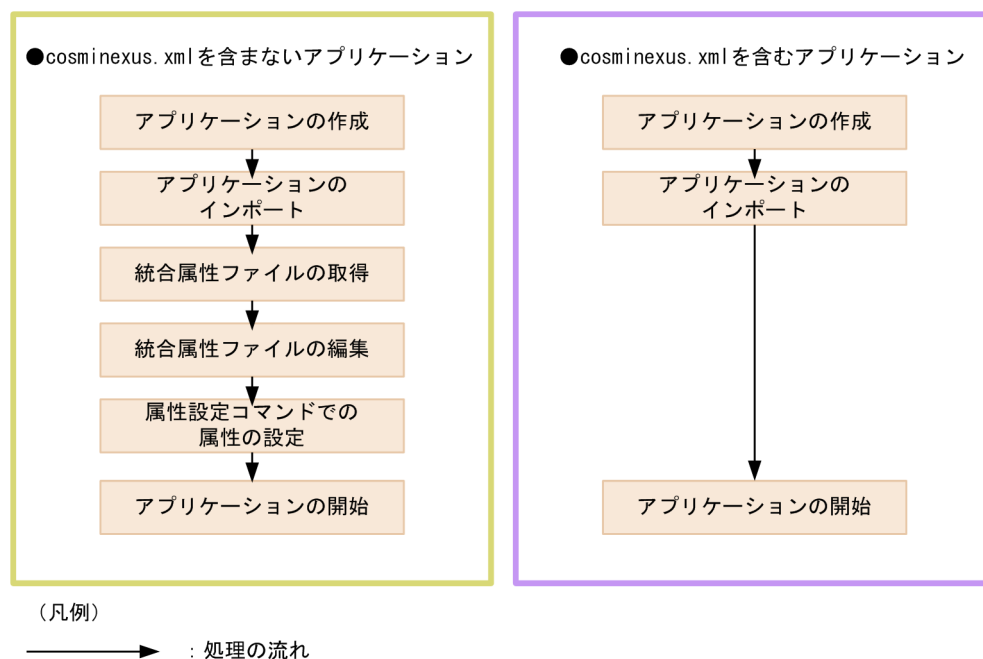 ●cosminexus.xmlを含まないアプリケーション
アプリケーションの作成
アプリケーションの
インポート
統合属性ファイルの取得
統合属性ファイルの編集
属性設定コマンドでの
属性の設定
アプリケーションの開始
●cosminexus.xmlを含むアプリケーション
アプリケーションの作成
アプリケーションの
インポート
アプリケーションの開始
(凡例)
:処理の流れ